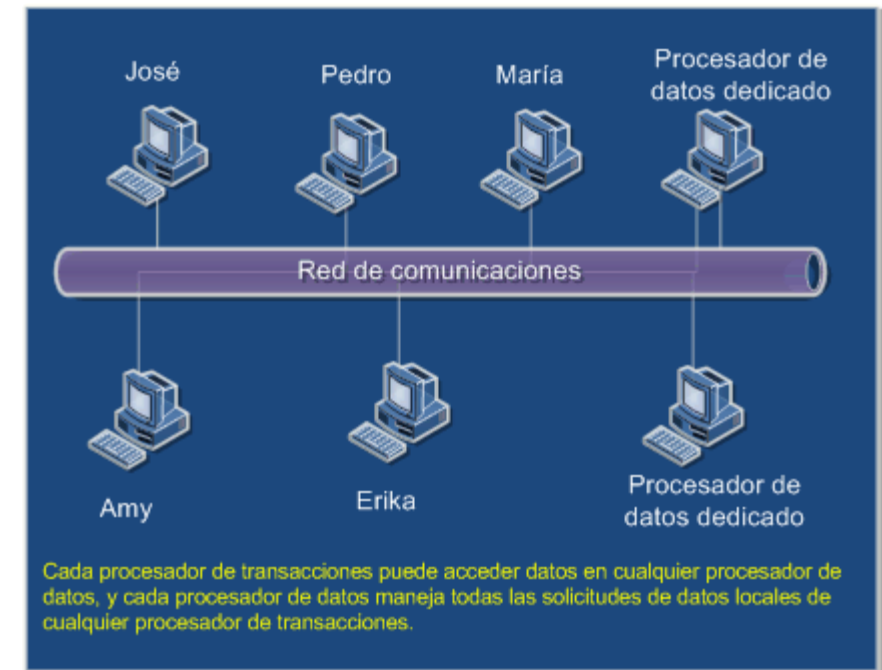 José
Pedro
María
Procesador de
datos dedicado
Red de comunicaciones
Amy
Erika
Procesador de
datos dedicado
Cada procesador de transacciones puede acceder datos en cualquier procesador de
datos, y cada procesador de datos maneja todas las solicitudes de datos locales de
cualquier procesador de transacciones.